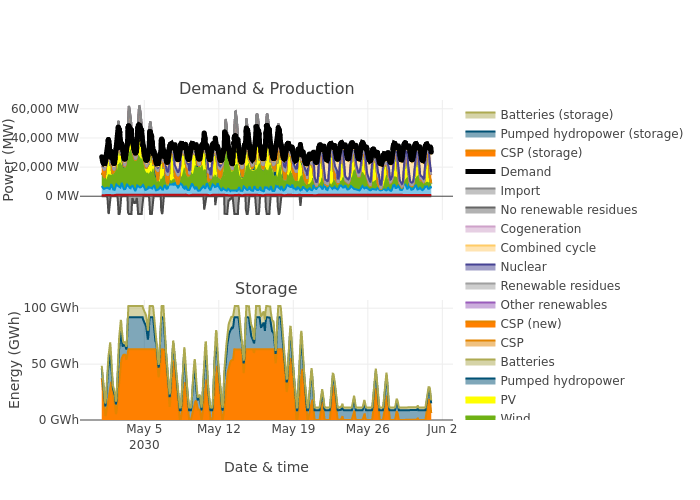 Demand & Production
60,000 MW
40,000 MW
20,000 MW
0 MW
Power (MW)
Storage
100 GWh
50 GWh
0 GWh
Energy (GWh)
May 5
2030
May 12
May 19
May 26
Jun 2
Date & time
Batteries (storage)
Pumped hydropower (storage)
CSP (storage)
Demand
Import
No renewable residues
Cogeneration
Combined cycle
Nuclear
Renewable residues
Other renewables
CSP (new)
CSP
Batteries
Pumped hydropower
PV
Wind